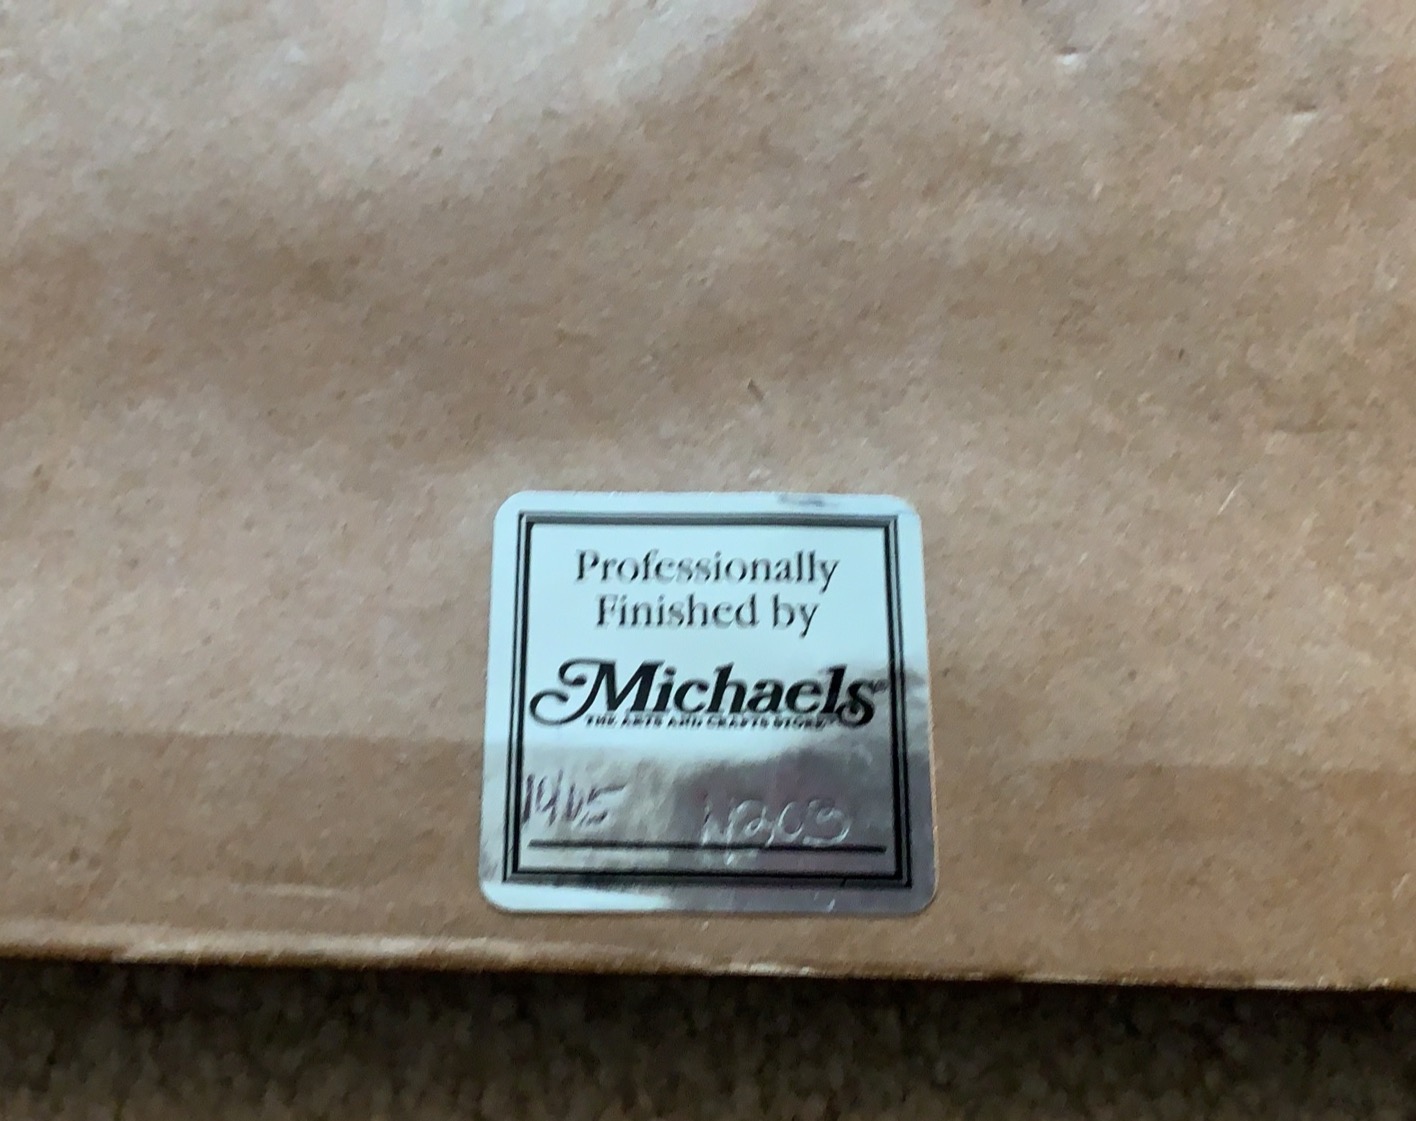 Professionally
Finished by
Michaels®
THE ARTS AND CRAFTS STORE